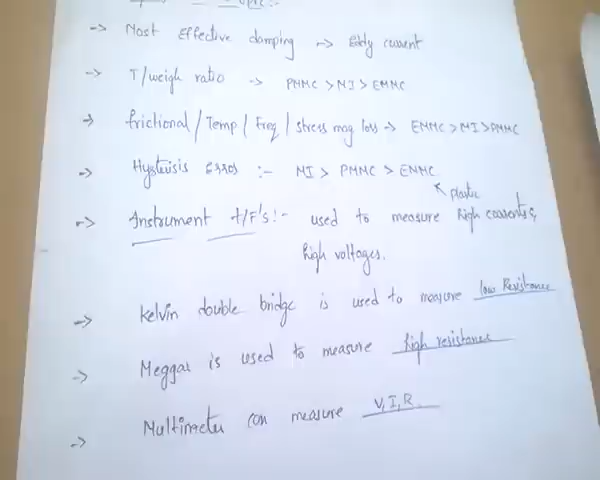 -> Most Effective damping -> Eddy current
-> T/weigh ratio -> PMMC > MI > EMMC
-> frictional / Temp / Freq / stress mag loss -> EMMC > MI > PMMC
-> Hysterisis Error :- MI > PMMC > EMMC
plastic
-> Instrument t/F's :- used to measure high currents &
high voltages.
-> Kelvin double bridge is used to measure low Resistance
-> Meggar is used to measure high resistance
-> Multimeter can measure V, I, R
->